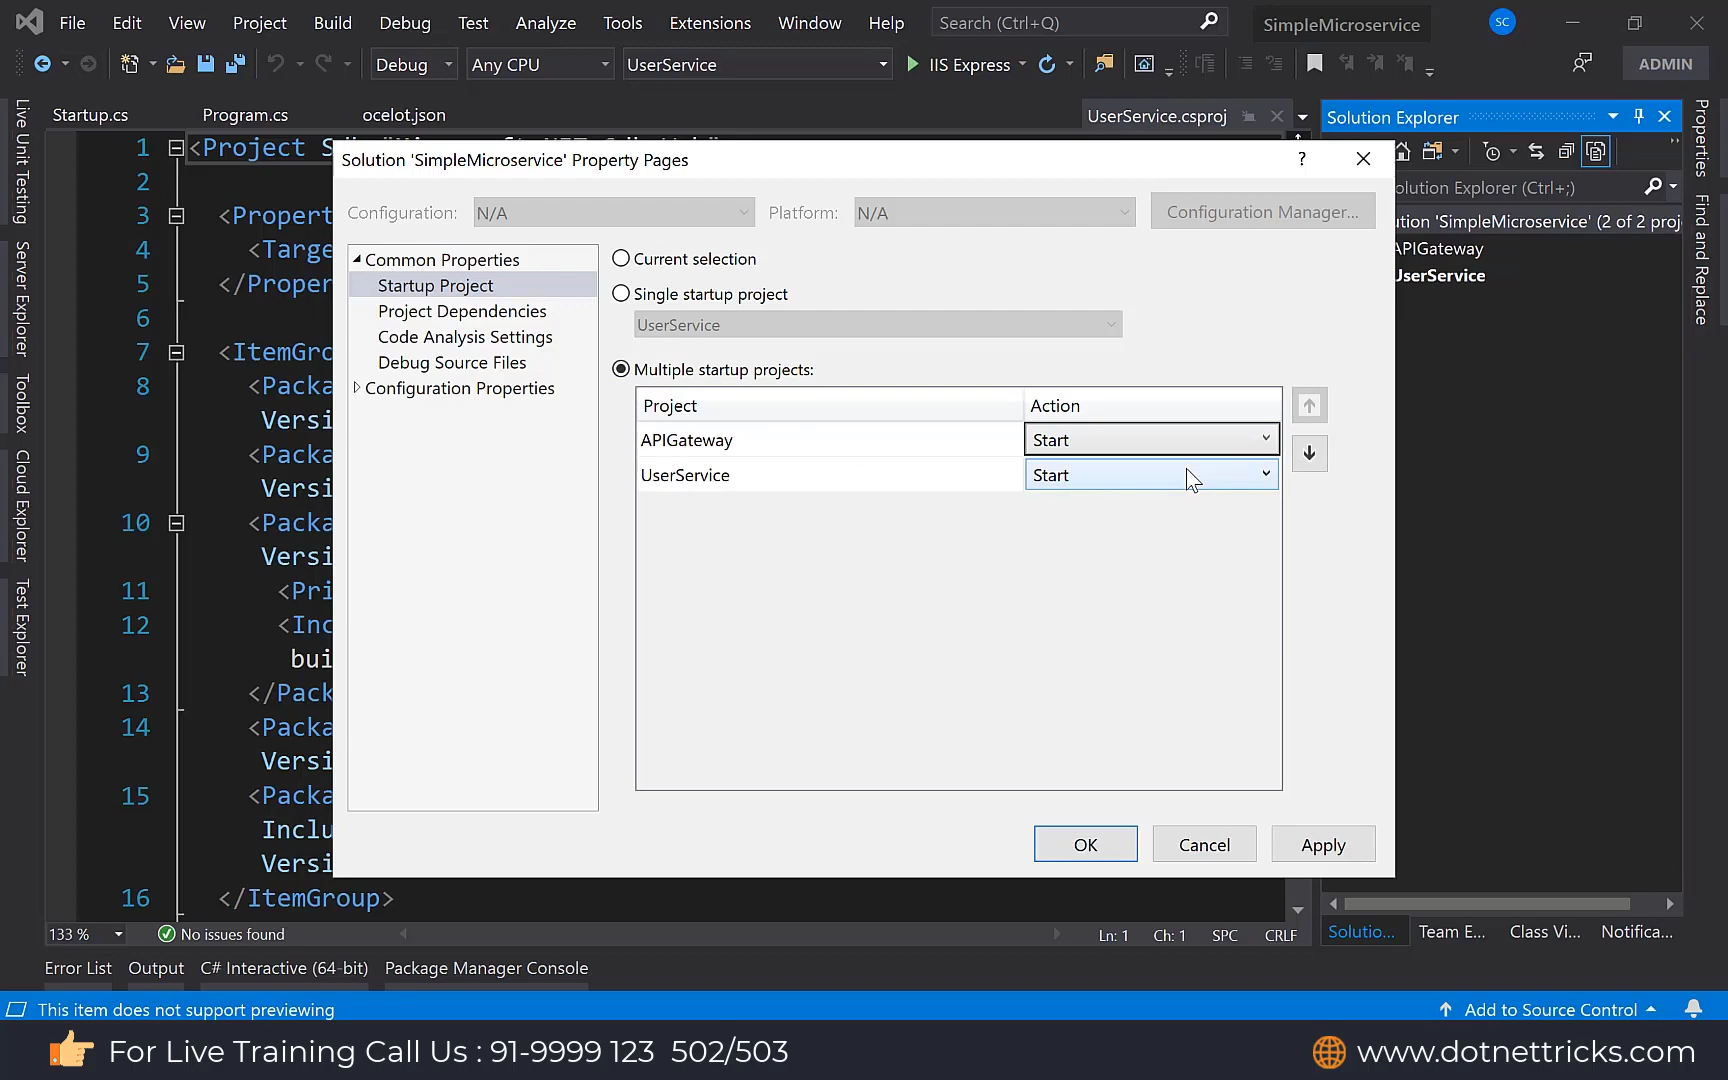 File Edit View Project Build Debug Test Analyze Tools Extensions Window Help Search (Ctrl+Q) SimpleMicroservice SC
Debug Any CPU UserService IIS Express ADMIN
Startup.cs Program.cs ocelot.json UserService.csproj
Solution Explorer
olution Explorer (Ctrl+;)
ution 'SimpleMicroservice' (2 of 2 proj
APIGateway
UserService
Live Unit Testing
Server Explorer
Toolbox
Cloud Explorer
Test Explorer
Properties
Find and Replace
1 <Project
2
3 <Propert
4 <Targe
5 </Proper
6
7 <ItemGro
8 <Packa
Versi
9 <Packa
Versi
10 <Packa
Versi
11 <Pri
12 <Inc
bui
13 </Pack
14 <Packa
Versi
15 <Packa
Inclu
Versi
16 </ItemGroup>
Solution 'SimpleMicroservice' Property Pages ?
Configuration: N/A Platform: N/A Configuration Manager...
Common Properties
Startup Project
Project Dependencies
Code Analysis Settings
Debug Source Files
Configuration Properties
Current selection
Single startup project
UserService
Multiple startup projects:
Project Action
APIGateway Start
UserService Start
OK Cancel Apply
133 % No issues found Ln: 1 Ch: 1 SPC CRLF
Solutio... Team E... Class Vi... Notifica...
Error List Output C# Interactive (64-bit) Package Manager Console
This item does not support previewing Add to Source Control
For Live Training Call Us : 91-9999 123 502/503 www.dotnettricks.com